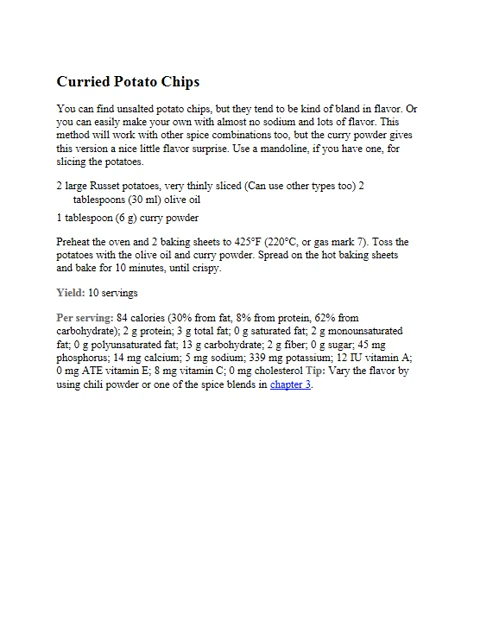 Curried Potato Chips
You can find unsalted potato chips, but they tend to be kind of bland in flavor. Or
you can easily make your own with almost no sodium and lots of flavor. This
method will work with other spice combinations too, but the curry powder gives
this version a nice little flavor surprise. Use a mandoline, if you have one, for
slicing the potatoes.
2 large Russet potatoes, very thinly sliced (Can use other types too) 2
tablespoons (30 ml) olive oil
1 tablespoon (6 g) curry powder
Preheat the oven and 2 baking sheets to 425°F (220°C, or gas mark 7). Toss the
potatoes with the olive oil and curry powder. Spread on the hot baking sheets
and bake for 10 minutes, until crispy.
Yield: 10 servings
Per serving: 84 calories (30% from fat, 8% from protein, 62% from
carbohydrate); 2 g protein; 3 g total fat; 0 g saturated fat; 2 g monounsaturated
fat; 0 g polyunsaturated fat; 13 g carbohydrate; 2 g fiber; 0 g sugar; 45 mg
phosphorus; 14 mg calcium; 5 mg sodium; 339 mg potassium; 12 IU vitamin A;
0 mg ATE vitamin E; 8 mg vitamin C; 0 mg cholesterol Tip: Vary the flavor by
using chili powder or one of the spice blends in chapter 3.